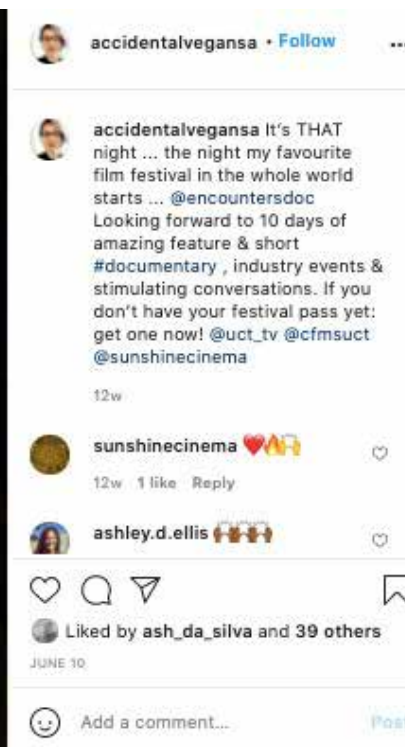 accidentalvegansa • Follow
...
accidentalvegansa It's THAT
night ... the night my favourite
film festival in the whole world
starts ... @encountersdoc
Looking forward to 10 days of
amazing feature & short
#documentary , industry events &
stimulating conversations. If you
don't have your festival pass yet:
get one now! @uct_tv @cfmsuct
@sunshinecinema
12w
sunshinecinema ❤️🔥🙌
12w 1 like Reply
ashley.d.ellis 🙌🏾🙌🏾🙌🏾
Liked by ash_da_silva and 39 others
JUNE 10
Add a comment...
Post